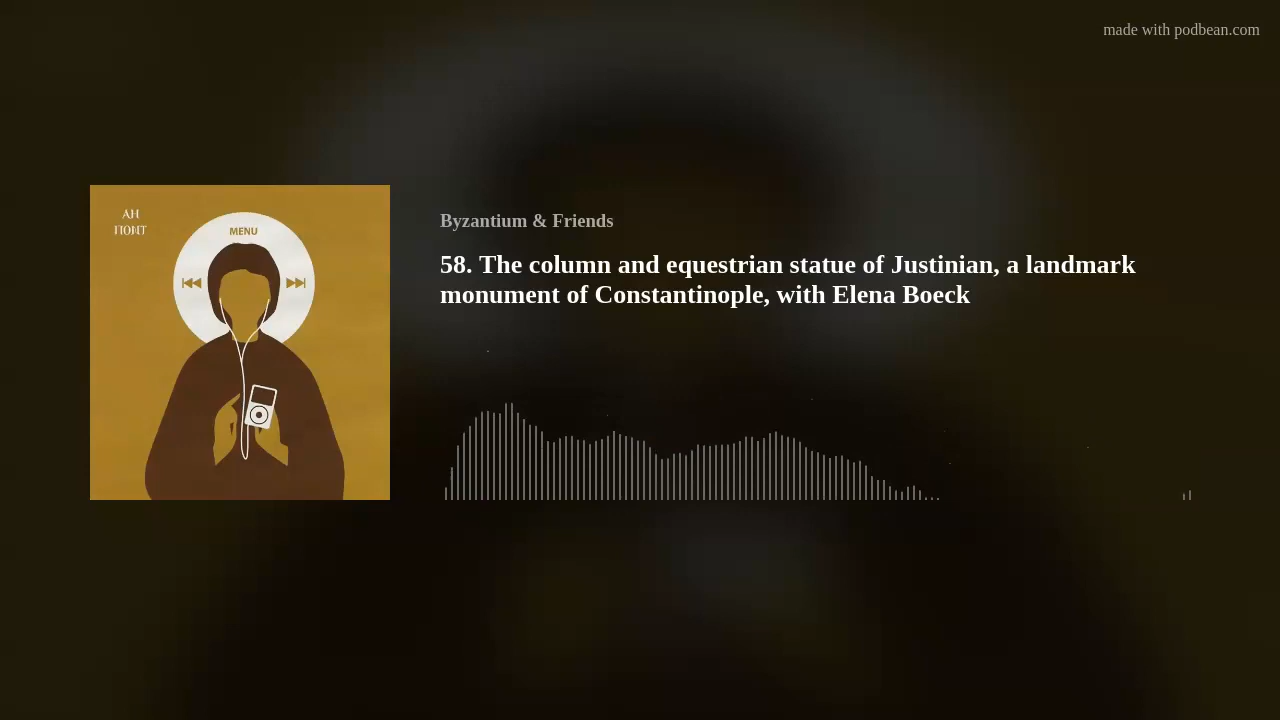 made with podbean.com
ΑΗ
ΠΟΝΤ
MENU
Byzantium & Friends
58. The column and equestrian statue of Justinian, a landmark
monument of Constantinople, with Elena Boeck